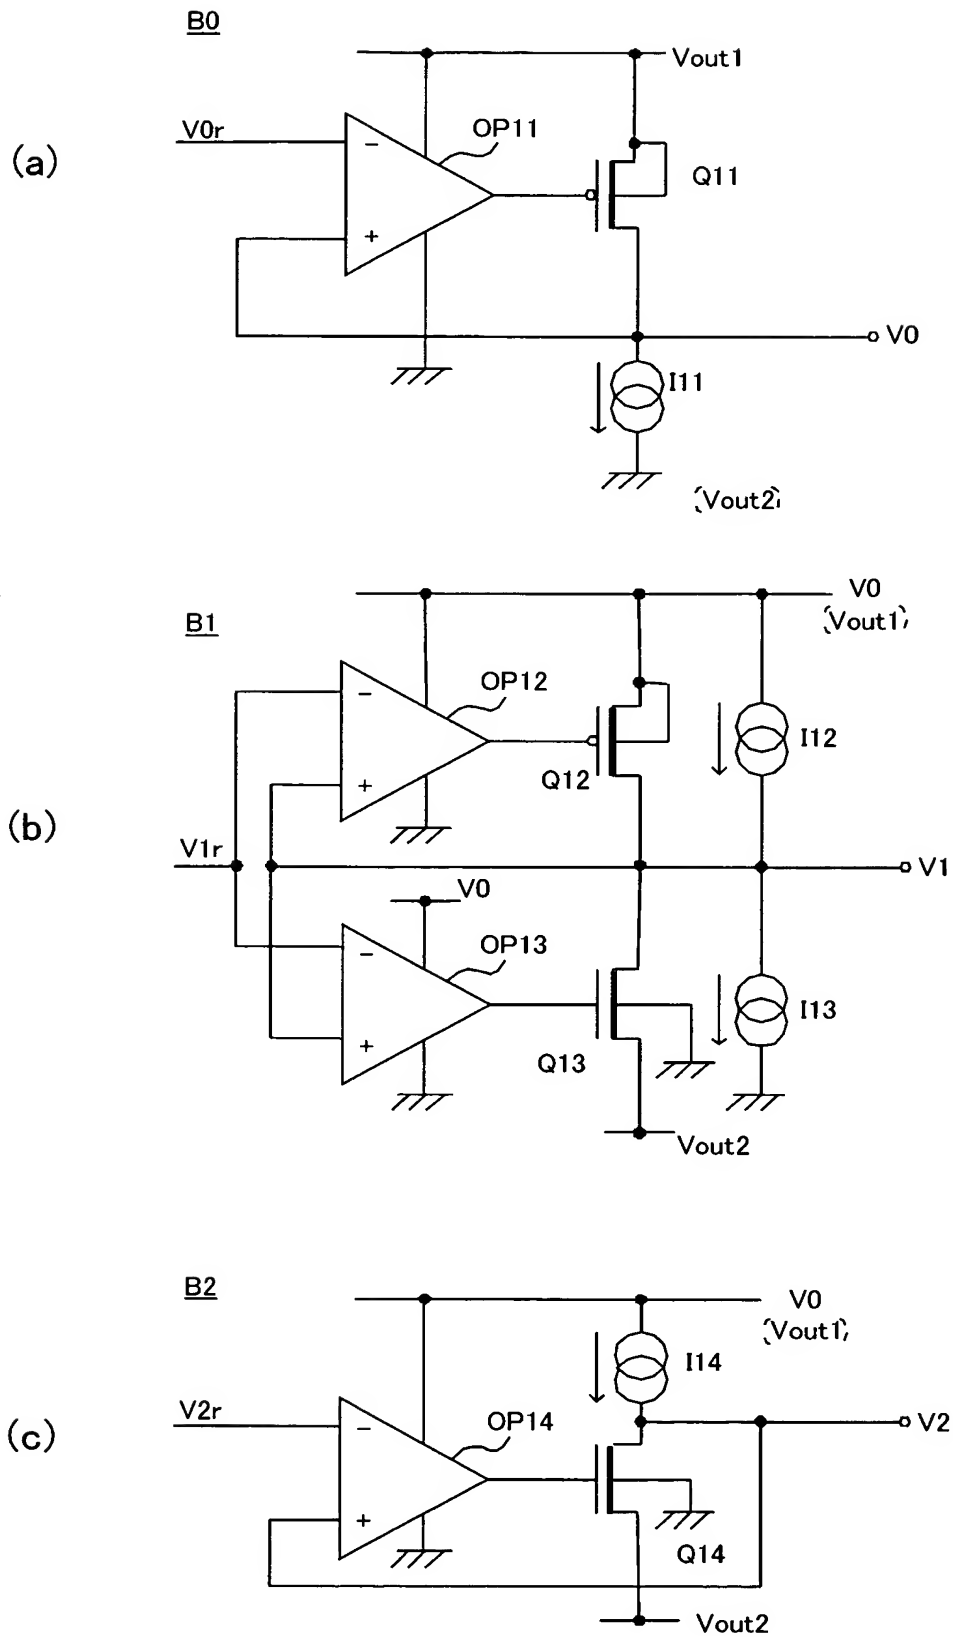 B0
Vout1
V0r
−
OP11
(a)
Q11
+
V0
I11
(Vout2)
V0
(Vout1)
B1
−
OP12
I12
+
Q12
(b)
V1r
V1
V0
−
OP13
I13
+
Q13
Vout2
B2
V0
(Vout1)
I14
V2r
−
OP14
V2
(c)
+
Q14
Vout2